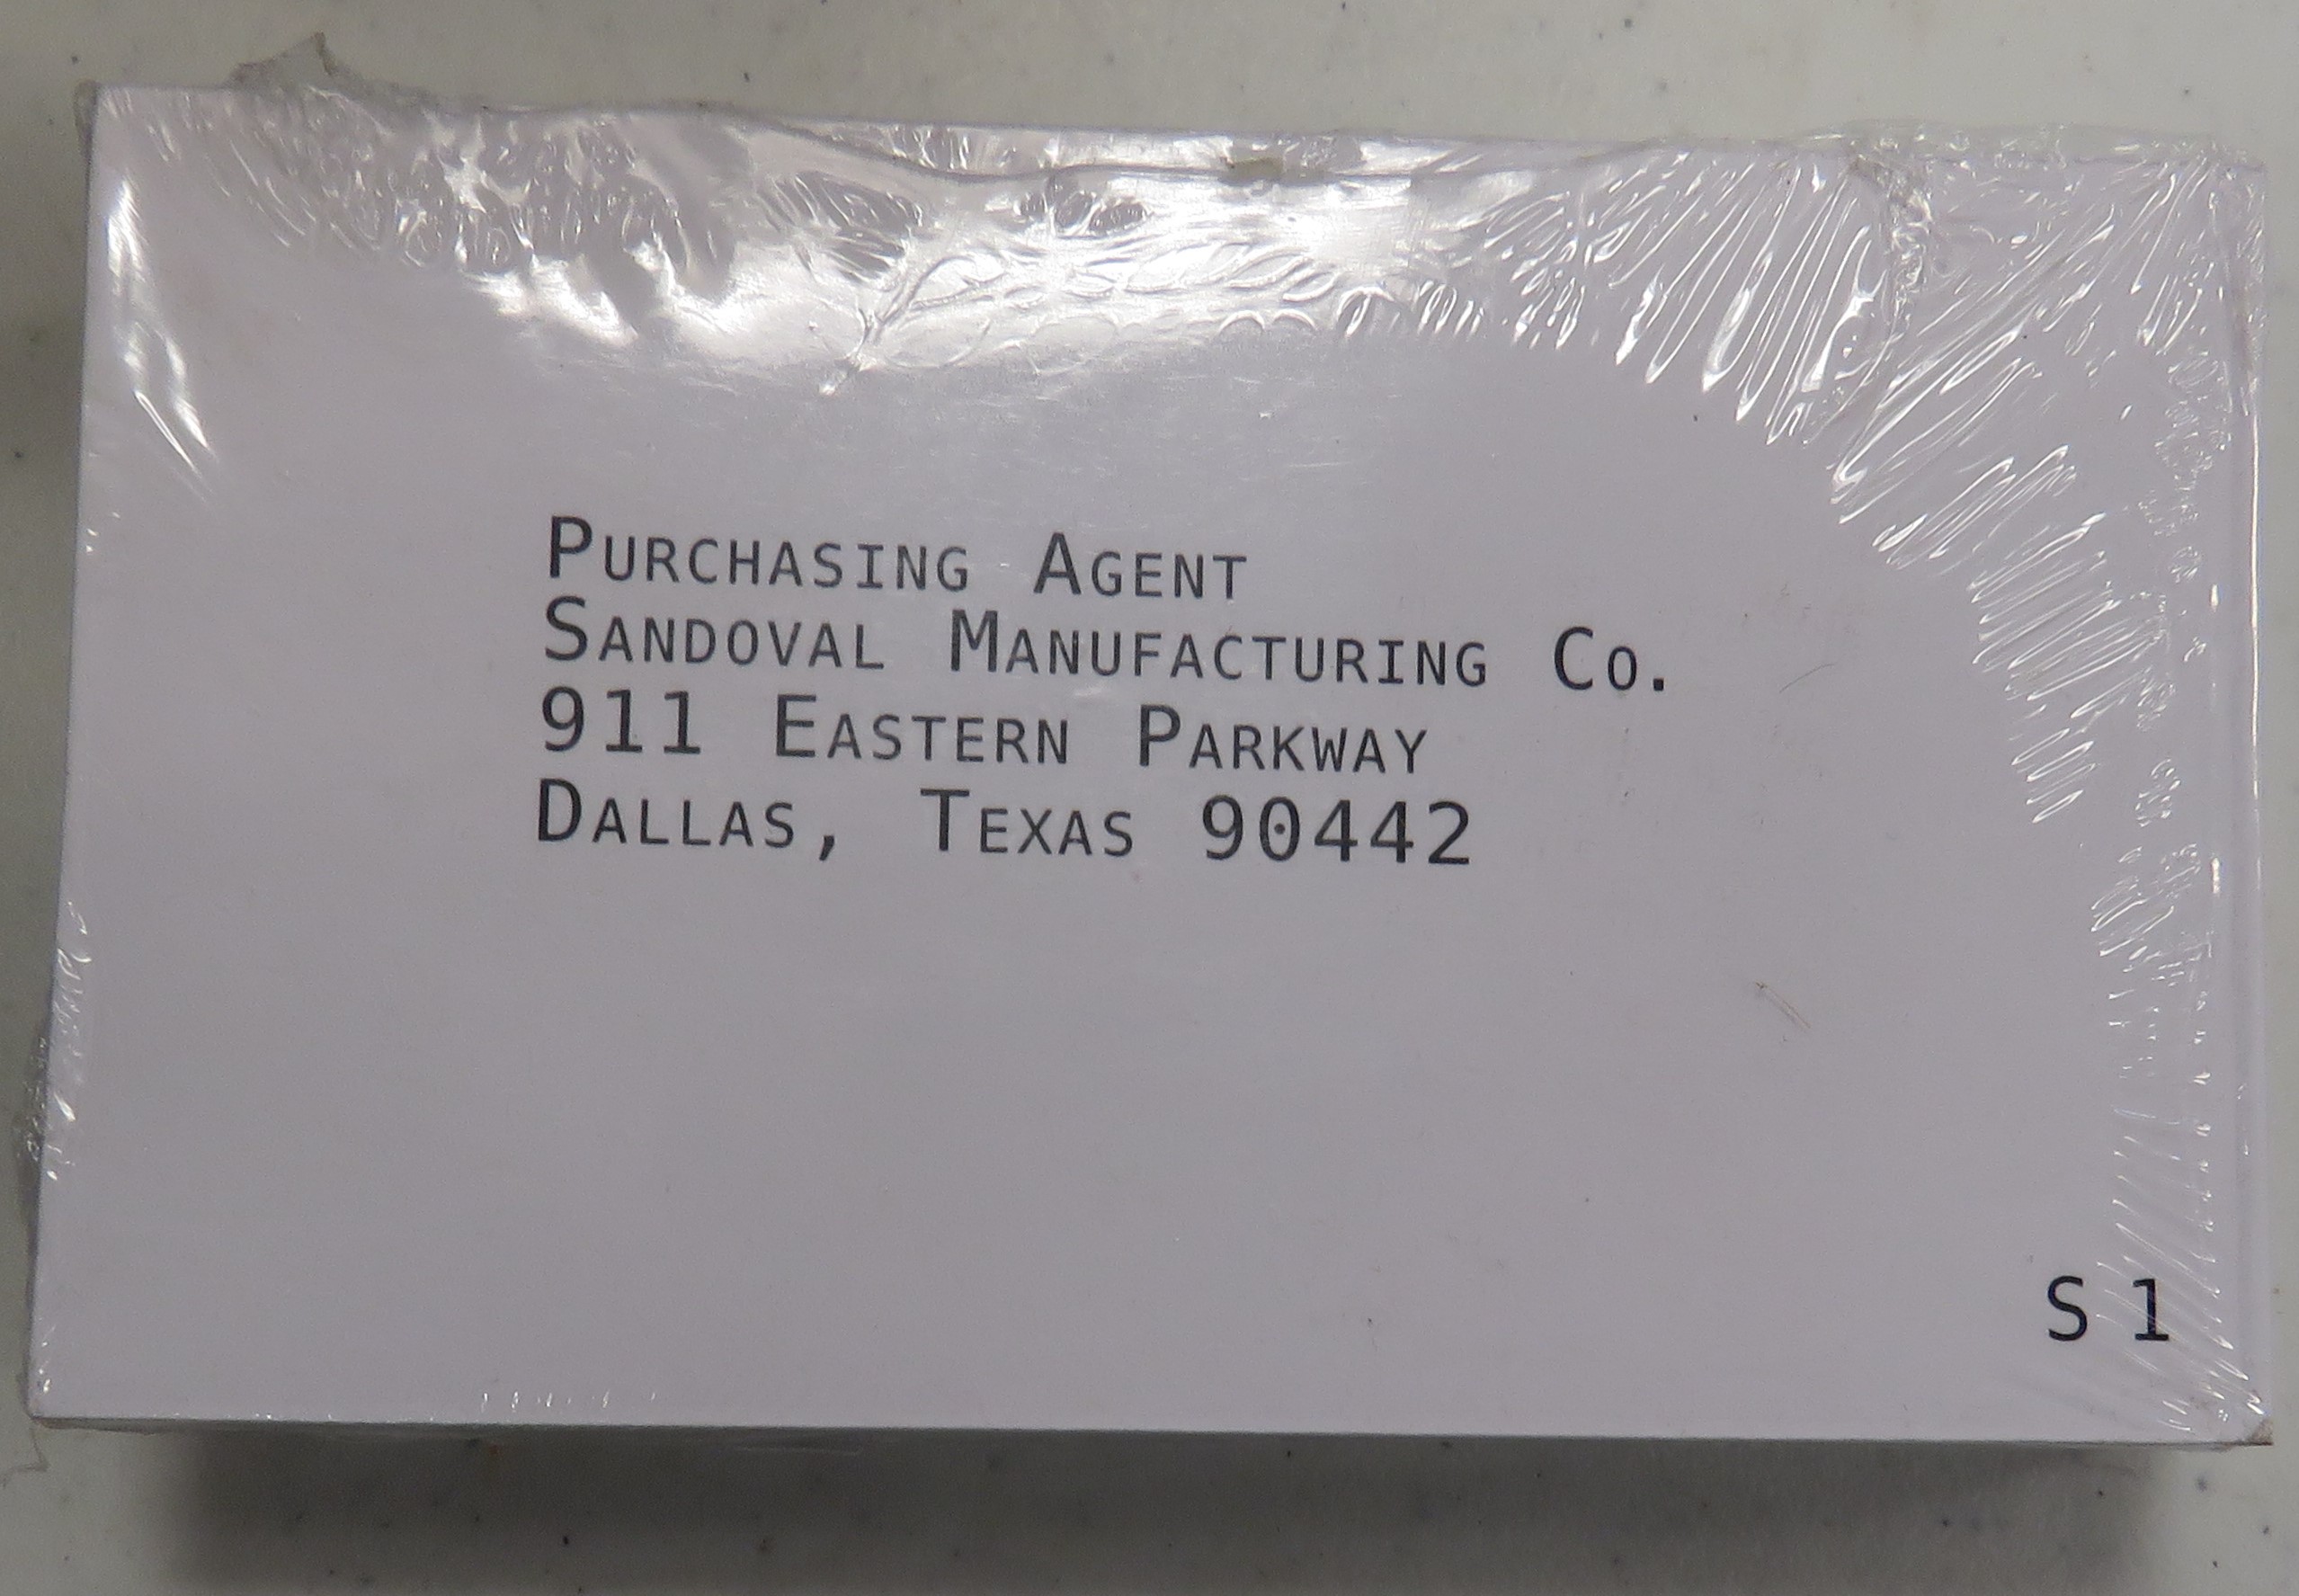 Purchasing Agent
Sandoval Manufacturing Co.
911 Eastern Parkway
Dallas, Texas 90442
S 1